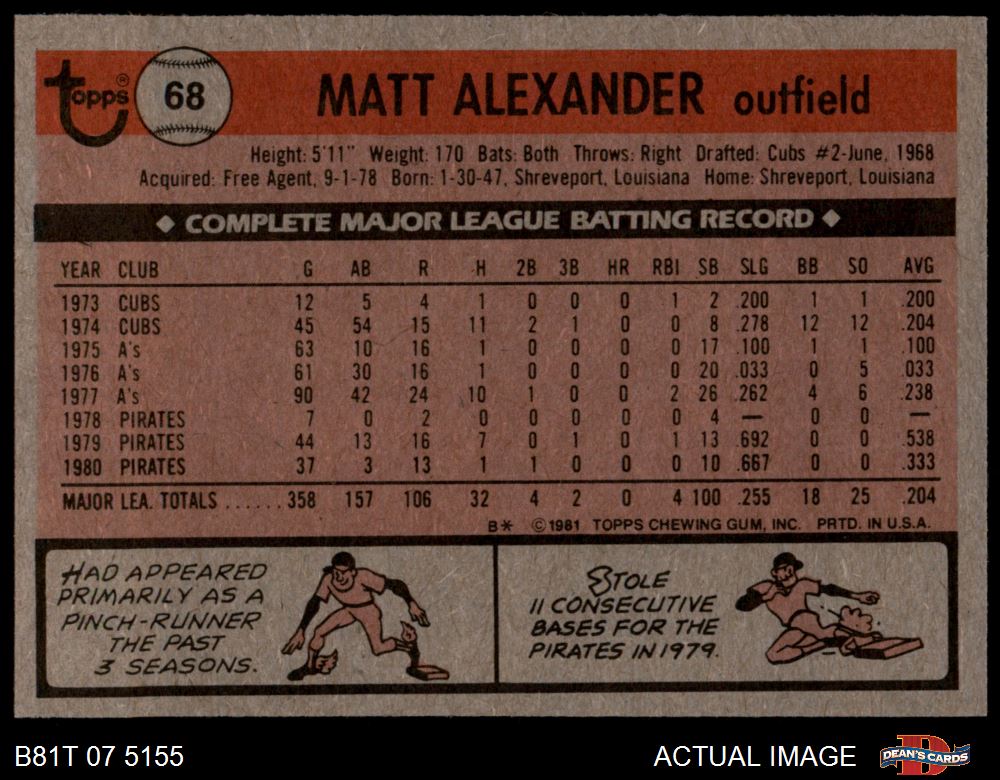 topps® 68 MATT ALEXANDER outfield
Height: 5'11" Weight: 170 Bats: Both Throws: Right Drafted: Cubs #2-June, 1968
Acquired: Free Agent, 9-1-78 Born: 1-30-47, Shreveport, Louisiana Home: Shreveport, Louisiana
◆ COMPLETE MAJOR LEAGUE BATTING RECORD ◆
YEAR CLUB G AB R H 2B 3B HR RBI SB SLG BB SO AVG
1973 CUBS 12 5 4 1 0 0 0 1 2 .200 1 1 .200
1974 CUBS 45 54 15 11 2 1 0 0 8 .278 12 12 .204
1975 A's 63 10 16 1 0 0 0 0 17 .100 1 1 .100
1976 A's 61 30 16 1 0 0 0 0 20 .033 0 5 .033
1977 A's 90 42 24 10 1 0 0 2 26 .262 4 6 .238
1978 PIRATES 7 0 2 0 0 0 0 0 4 — 0 0 —
1979 PIRATES 44 13 16 7 0 1 0 1 13 .692 0 0 .538
1980 PIRATES 37 3 13 1 1 0 0 0 10 .667 0 0 .333
MAJOR LEA. TOTALS ...... 358 157 106 32 4 2 0 4 100 .255 18 25 .204
B* ©1981 TOPPS CHEWING GUM, INC. PRTD. IN U.S.A.
HAD APPEARED
PRIMARILY AS A
PINCH-RUNNER
THE PAST
3 SEASONS.
STOLE
11 CONSECUTIVE
BASES FOR THE
PIRATES IN 1979.
B81T 07 5155 ACTUAL IMAGE DEAN'S CARDS